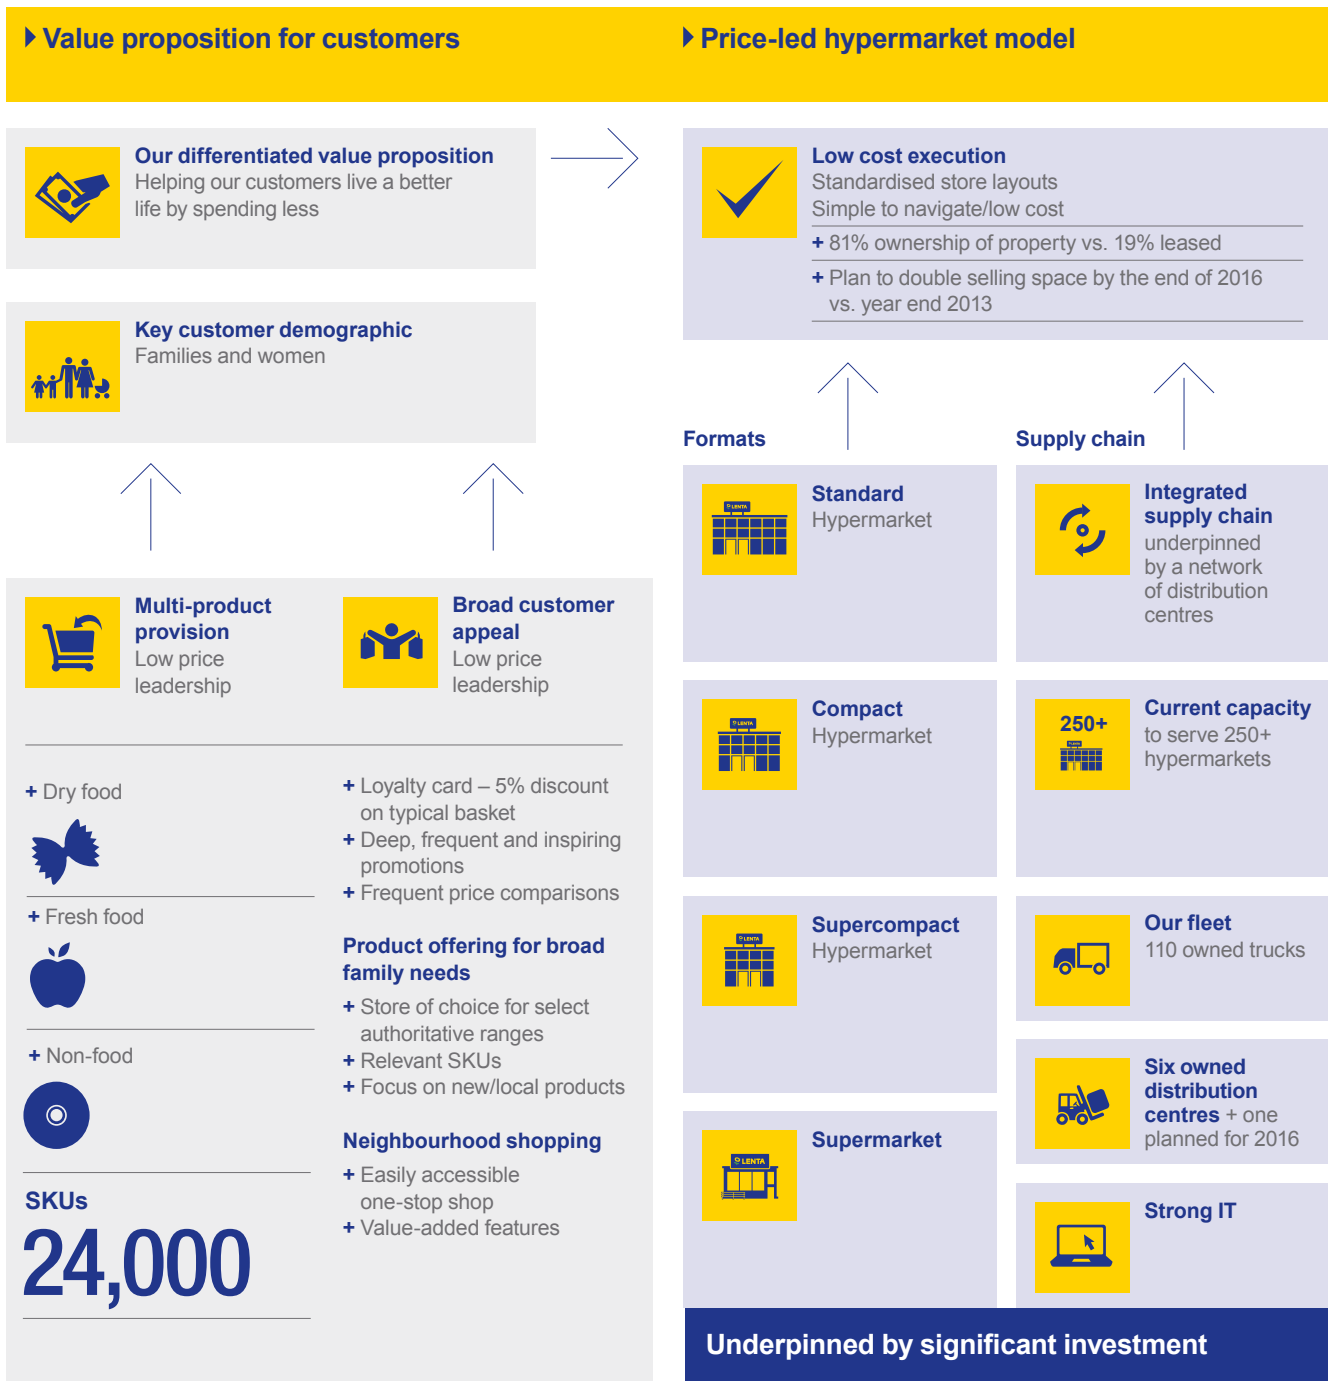 Value proposition for customers
Our differentiated value proposition
Helping our customers live a better
life by spending less
Key customer demographic
Families and women
Multi-product
provision
Low price
leadership
Broad customer
appeal
Low price
leadership
+ Dry food
+ Fresh food
+ Non-food
SKUs
24,000
+ Loyalty card – 5% discount
on typical basket
+ Deep, frequent and inspiring
promotions
+ Frequent price comparisons
Product offering for broad
family needs
+ Store of choice for select
authoritative ranges
+ Relevant SKUs
+ Focus on new/local products
Neighbourhood shopping
+ Easily accessible
one-stop shop
+ Value-added features
Price-led hypermarket model
Low cost execution
Standardised store layouts
Simple to navigate/low cost
+ 81% ownership of property vs. 19% leased
+ Plan to double selling space by the end of 2016
vs. year end 2013
Formats
LENTA
Standard
Hypermarket
LENTA
Compact
Hypermarket
LENTA
Supercompact
Hypermarket
LENTA
Supermarket
Supply chain
Integrated
supply chain
underpinned
by a network
of distribution
centres
250+
Current capacity
to serve 250+
hypermarkets
Our fleet
110 owned trucks
Six owned
distribution
centres + one
planned for 2016
Strong IT
Underpinned by significant investment